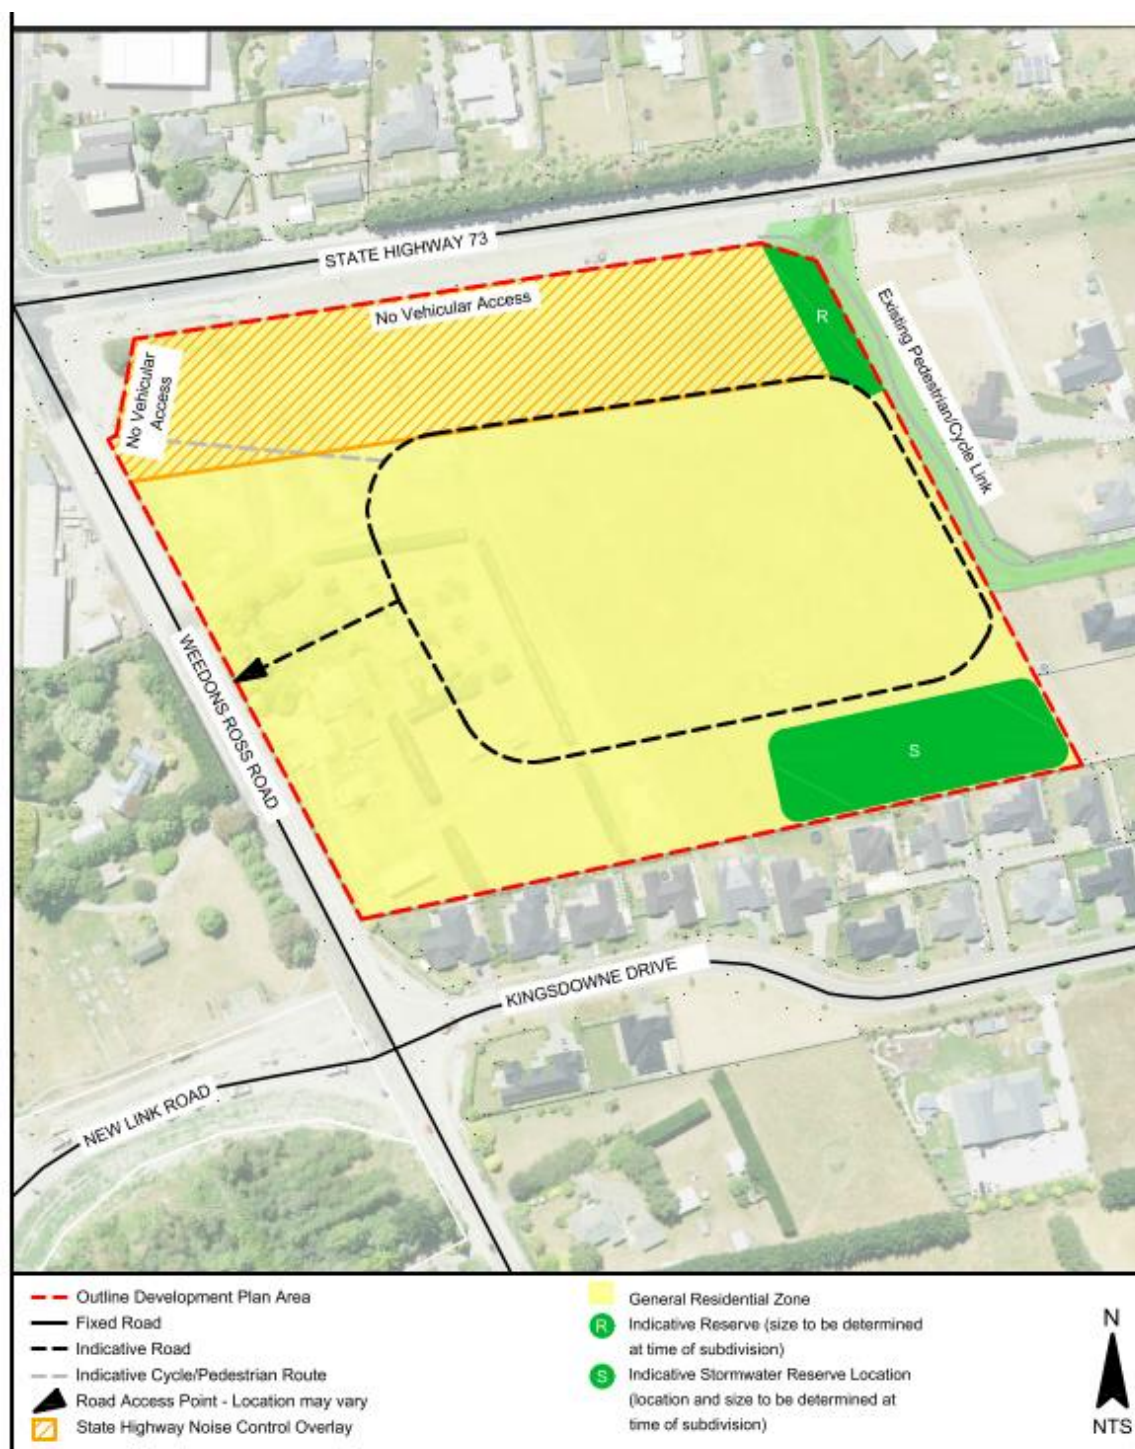 STATE HIGHWAY 73
No Vehicular Access
No Vehicular
Access
R
Existing Pedestrian/Cycle Link
WEEDONS ROSS ROAD
S
KINGSDOWNE DRIVE
NEW LINK ROAD
Outline Development Plan Area
Fixed Road
Indicative Road
Indicative Cycle/Pedestrian Route
Road Access Point - Location may vary
State Highway Noise Control Overlay
General Residential Zone
R Indicative Reserve (size to be determined
at time of subdivision)
S Indicative Stormwater Reserve Location
(location and size to be determined at
time of subdivision)
N
NTS